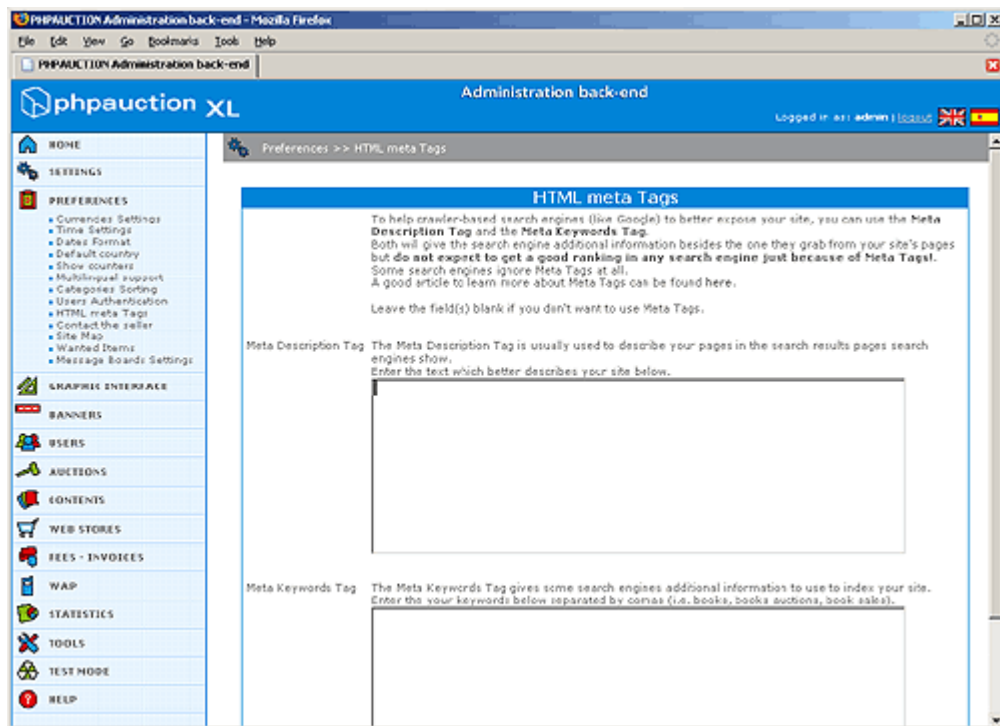 PHPAUCTION Administration back-end - Mozilla Firefox
File Edit View Go Bookmarks Tools Help
PHPAUCTION Administration back-end
phpauction XL
Administration back-end
Logged in as: admin | logout
HOME
SETTINGS
PREFERENCES
Currencies Settings
Time Settings
Dates Format
Default country
Show counters
Multilingual support
Categories Sorting
Users Authentication
HTML meta Tags
Contact the seller
Site Map
Wanted Items
Message Boards Settings
GRAPHIC INTERFACE
BANNERS
USERS
AUCTIONS
CONTENTS
WEB STORES
FEES - INVOICES
WAP
STATISTICS
TOOLS
TEST MODE
HELP
Preferences >> HTML meta Tags
HTML meta Tags
To help crawler-based search engines (like Google) to better expose your site, you can use the Meta
Description Tag and the Meta Keywords Tag.
Both will give the search engine additional information besides the one they grab from your site's pages
but do not expect to get a good ranking in any search engine just because of Meta Tags!.
Some search engines ignore Meta Tags at all.
A good article to learn more about Meta Tags can be found here.
Leave the field(s) blank if you don't want to use Meta Tags.
Meta Description Tag The Meta Description Tag is usually used to describe your pages in the search results pages search
engines show.
Enter the text which better describes your site below.
Meta Keywords Tag The Meta Keywords Tag gives some search engines additional information to use to index your site.
Enter the your keywords below separated by comas (i.e. books, books auctions, book sales).